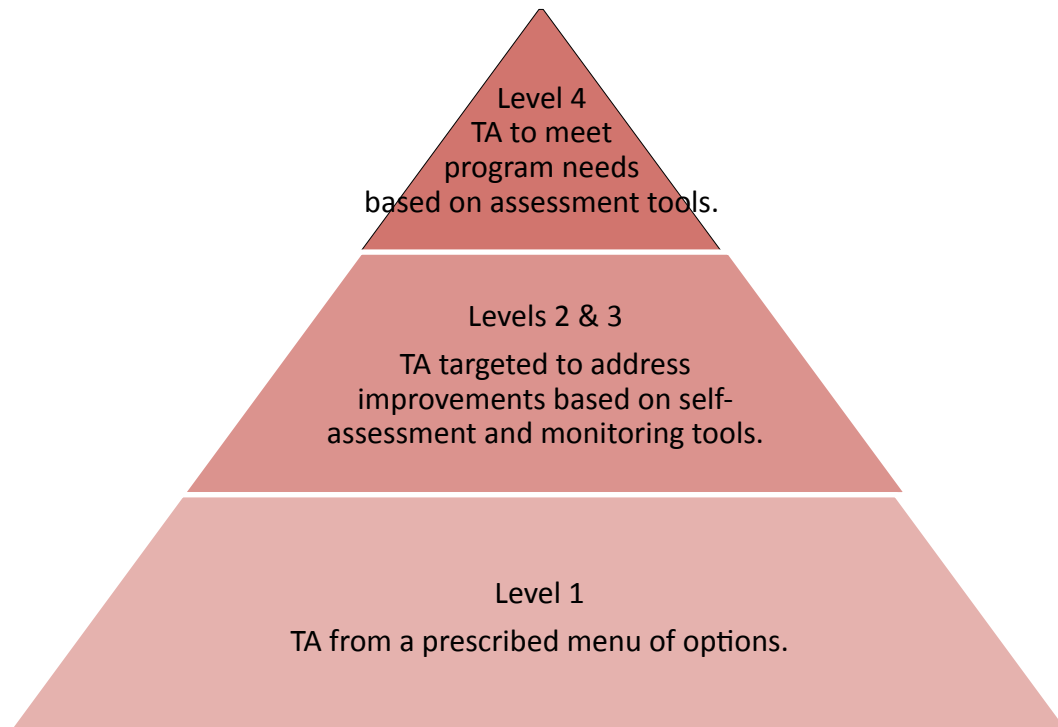 Level 4
TA to meet
program needs
based on assessment tools.
Levels 2 & 3
TA targeted to address
improvements based on self-
assessment and monitoring tools.
Level 1
TA from a prescribed menu of options.